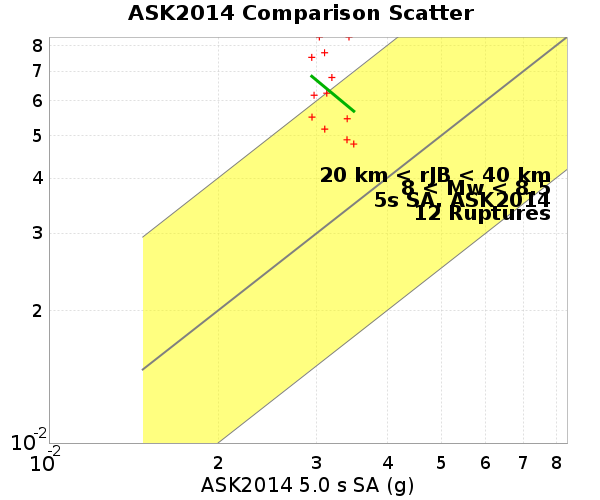 ASK2014 Comparison Scatter
8
7
6
5
4
3
2
10-2
20 km < rJB < 40 km
8 < Mw < 8.5
5s SA, ASK2014
12 Ruptures
10-2 2 3 4 5 6 7 8
ASK2014 5.0 s SA (g)